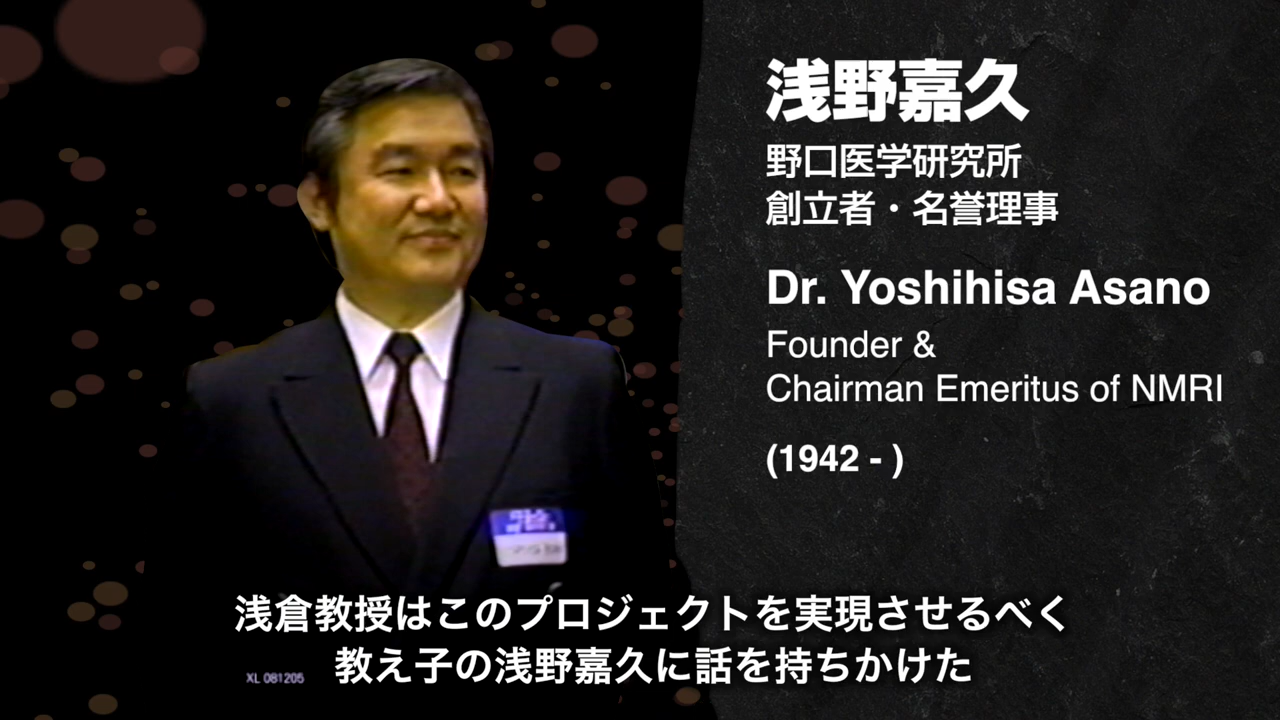 浅野嘉久
野口医学研究所
創立者・名誉理事
Dr. Yoshihisa Asano
Founder &
Chairman Emeritus of NMRI
(1942 - )
浅倉教授はこのプロジェクトを実現させるべく
教え子の浅野嘉久に話を持ちかけた
XL 081205